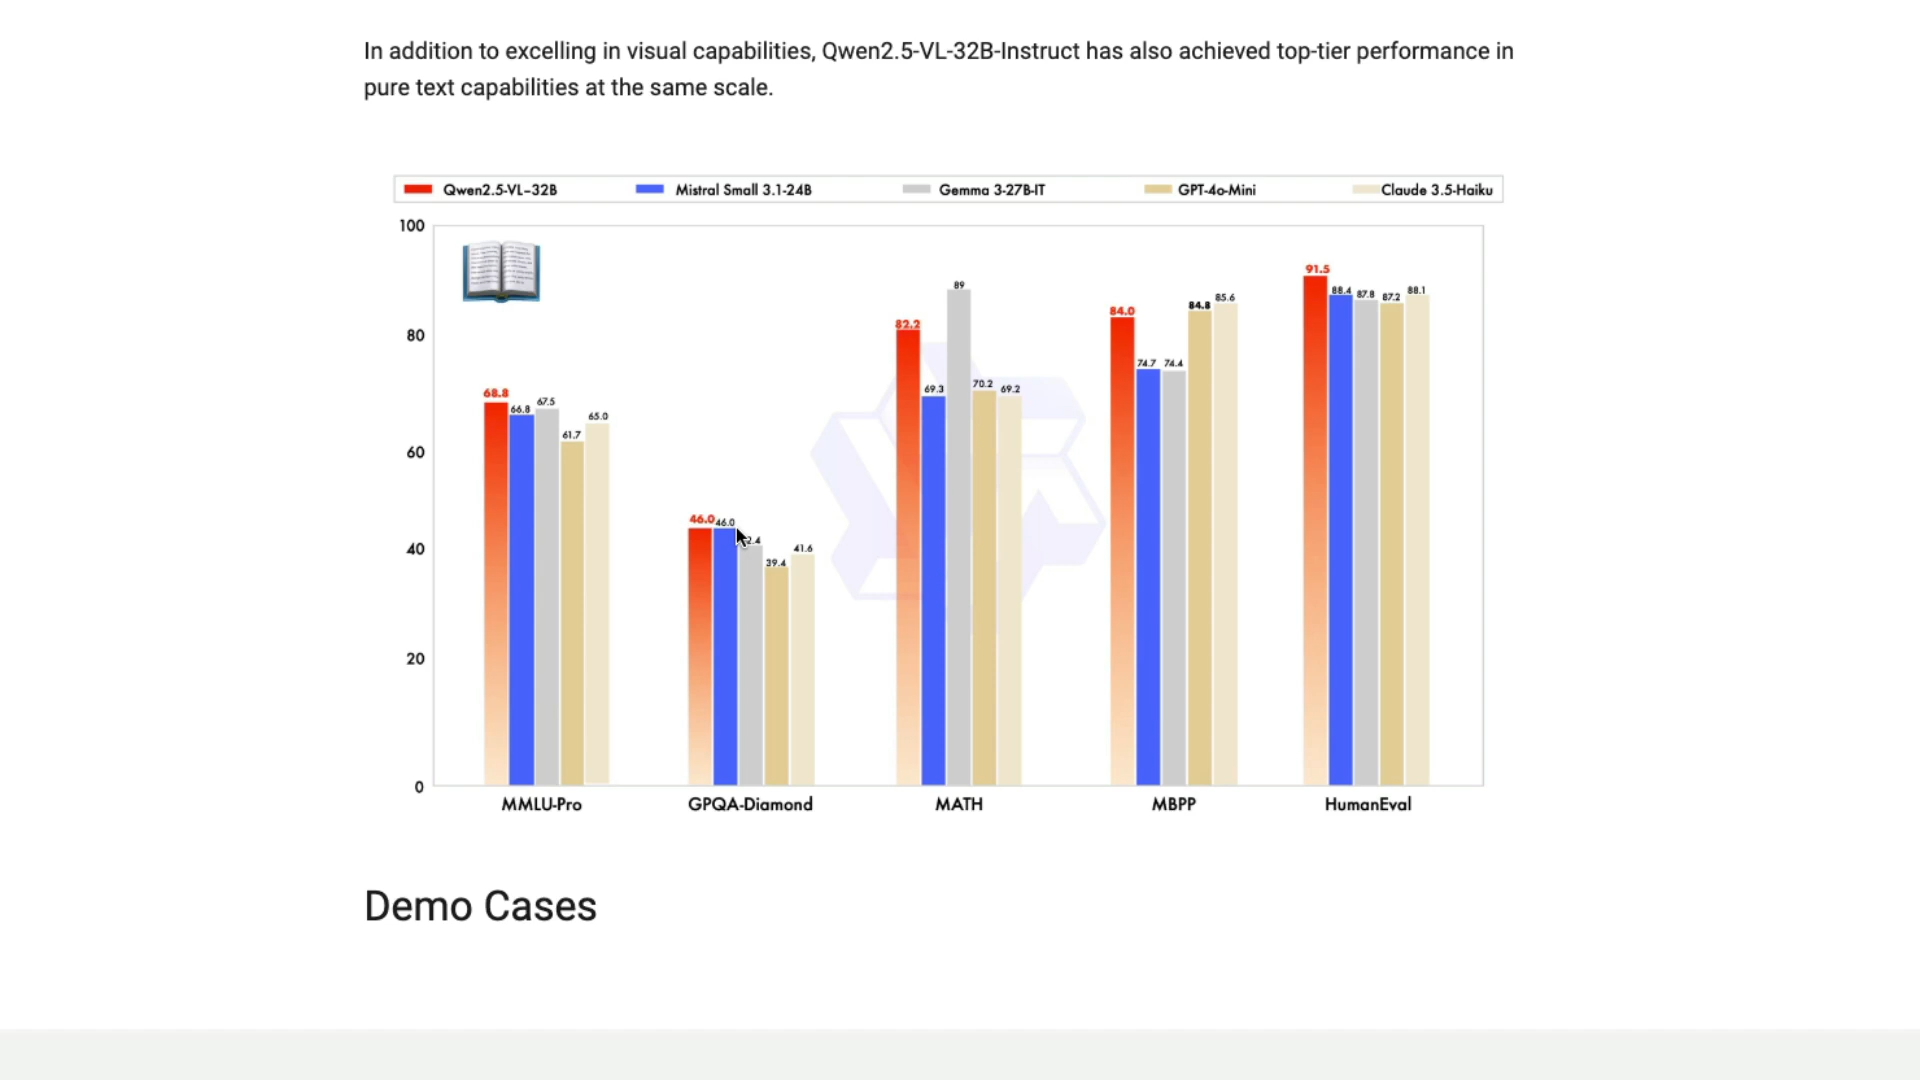 In addition to excelling in visual capabilities, Qwen2.5-VL-32B-Instruct has also achieved top-tier performance in
pure text capabilities at the same scale.
Qwen2.5-VL-32B Mistral Small 3.1-24B Gemma 3-27B-IT GPT-4o-Mini Claude 3.5-Haiku
100
80
60
40
20
0
68.8 66.8 67.5 61.7 65.0
46.0 46.0 2.4 39.4 41.6
82.2 69.3 89 70.2 69.2
84.0 74.7 74.4 84.8 85.6
91.5 88.4 87.8 87.2 88.1
MMLU-Pro GPQA-Diamond MATH MBPP HumanEval
Demo Cases